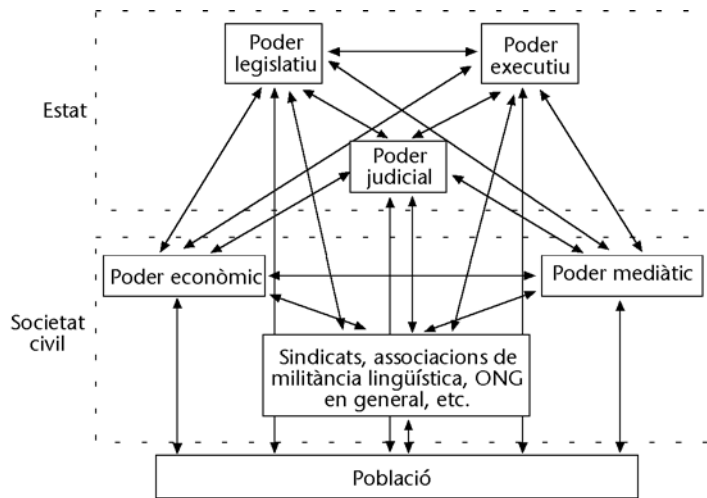 Poder
legislatiu
Poder
executiu
Estat
Poder
judicial
Poder econòmic
Poder mediàtic
Societat
civil
Sindicats, associacions de
militància lingüística, ONG
en general, etc.
Població